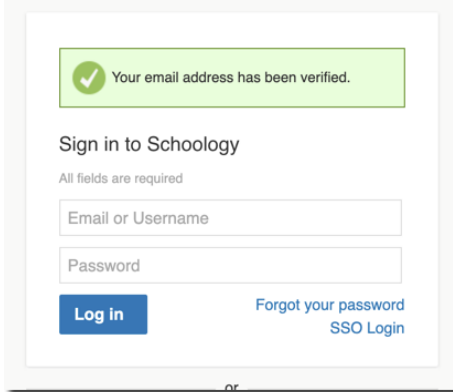 Your email address has been verified.
Sign in to Schoology
All fields are required
Email or Username
Password
Log in
Forgot your password
SSO Login
or